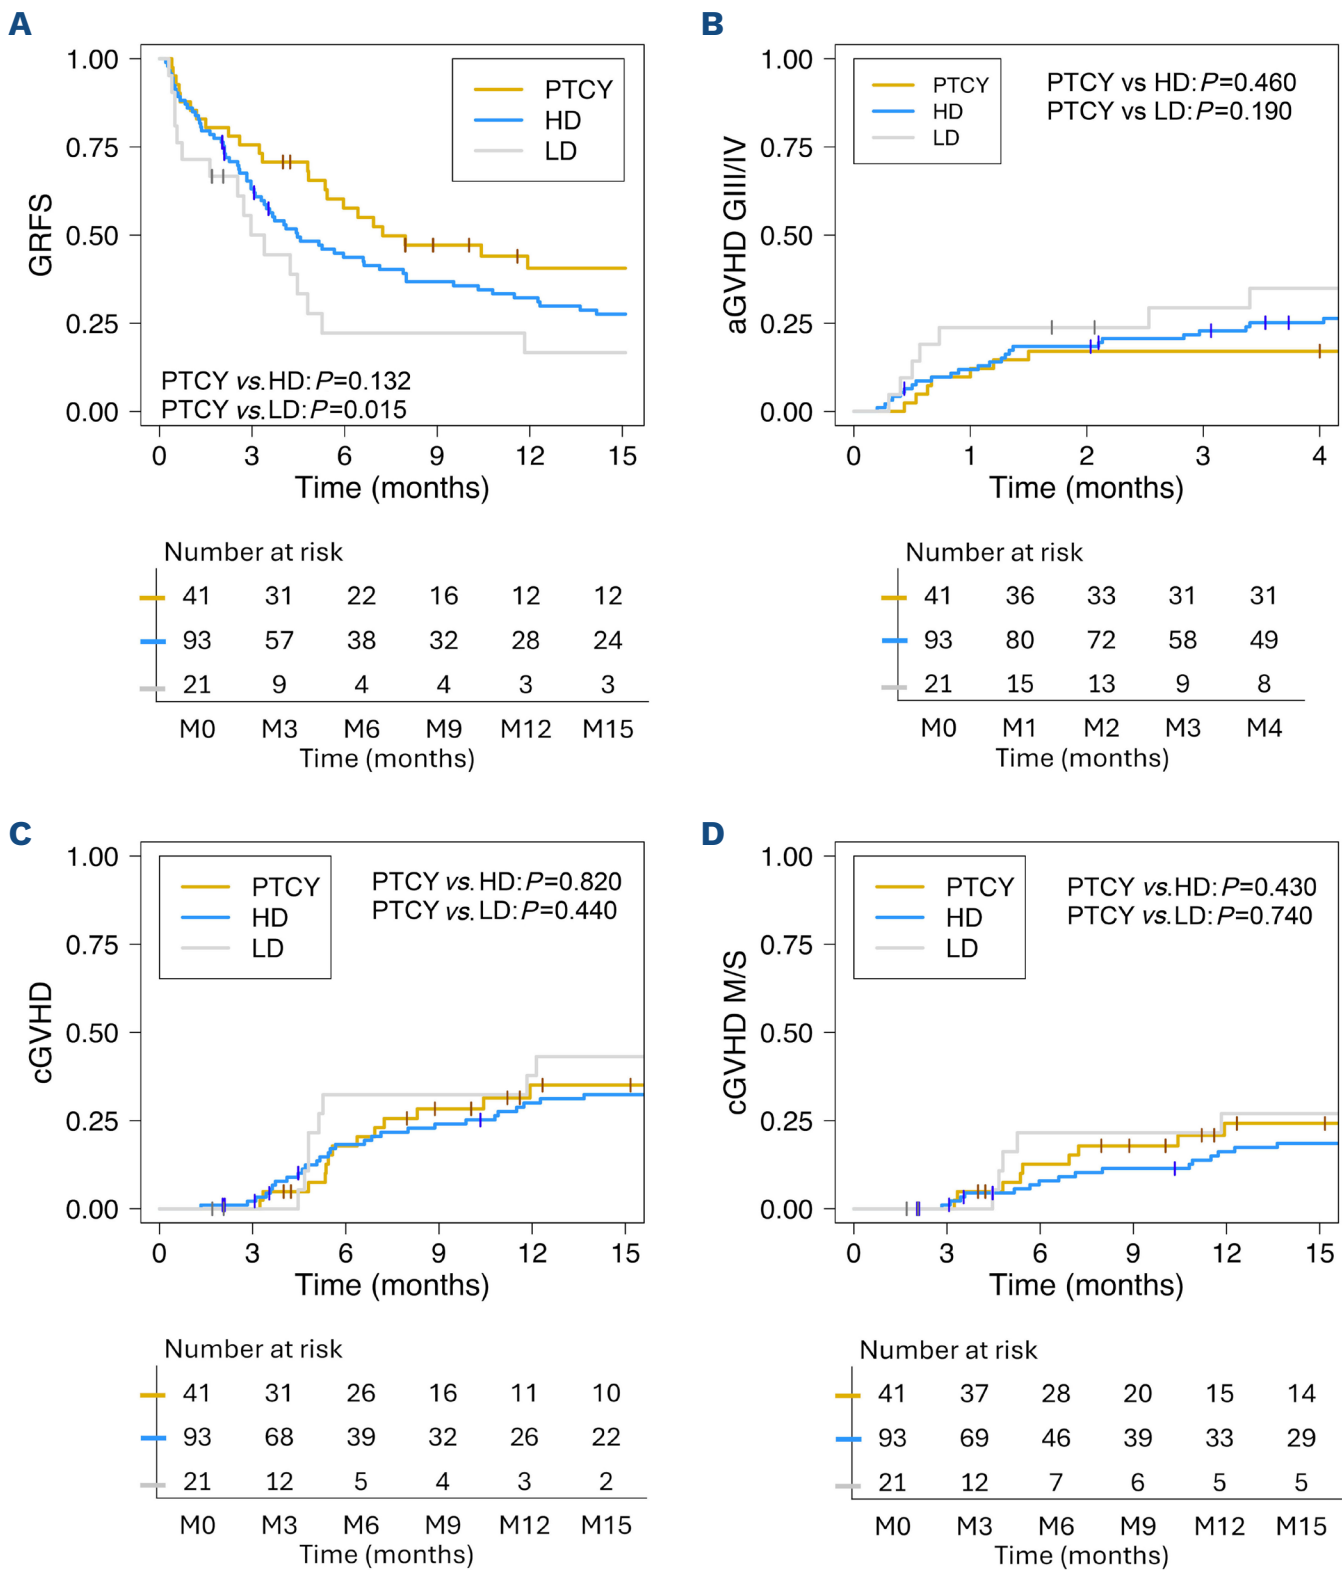 A
GRFS
1.00
0.75
0.50
0.25
0.00
PTCY
HD
LD
PTCY vs. HD: P=0.132
PTCY vs. LD: P=0.015
0 3 6 9 12 15
Time (months)
Number at risk
41 31 22 16 12 12
93 57 38 32 28 24
21 9 4 4 3 3
M0 M3 M6 M9 M12 M15
Time (months)
B
aGVHD GIII/IV
1.00
0.75
0.50
0.25
0.00
PTCY
HD
LD
PTCY vs HD: P=0.460
PTCY vs LD: P=0.190
0 1 2 3 4
Time (months)
Number at risk
41 36 33 31 31
93 80 72 58 49
21 15 13 9 8
M0 M1 M2 M3 M4
Time (months)
C
cGVHD
1.00
0.75
0.50
0.25
0.00
PTCY
HD
LD
PTCY vs. HD: P=0.820
PTCY vs. LD: P=0.440
0 3 6 9 12 15
Time (months)
Number at risk
41 31 26 16 11 10
93 68 39 32 26 22
21 12 5 4 3 2
M0 M3 M6 M9 M12 M15
Time (months)
D
cGVHD M/S
1.00
0.75
0.50
0.25
0.00
PTCY
HD
LD
PTCY vs. HD: P=0.430
PTCY vs. LD: P=0.740
0 3 6 9 12 15
Time (months)
Number at risk
41 37 28 20 15 14
93 69 46 39 33 29
21 12 7 6 5 5
M0 M3 M6 M9 M12 M15
Time (months)